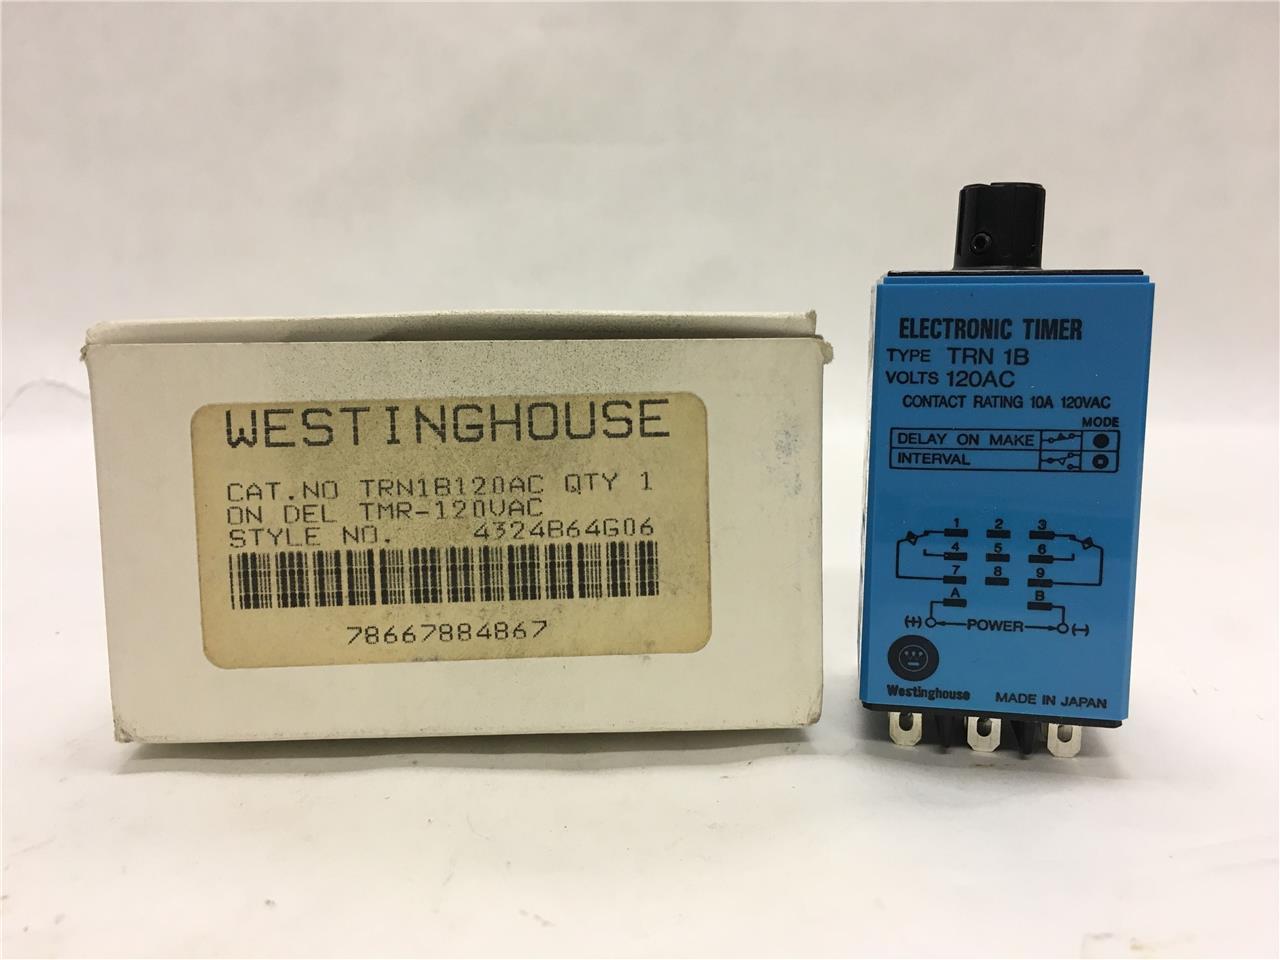 WESTINGHOUSE
CAT.NO TRN1B120AC QTY 1
ON DEL TMR-120VAC
STYLE NO. 4324B64G06
78667884867
ELECTRONIC TIMER
TYPE TRN 1B
VOLTS 120AC
CONTACT RATING 10A 120VAC
MODE
DELAY ON MAKE
INTERVAL
1 2 3
4 5 6
7 8 9
A B
(+) POWER (-)
W
Westinghouse MADE IN JAPAN